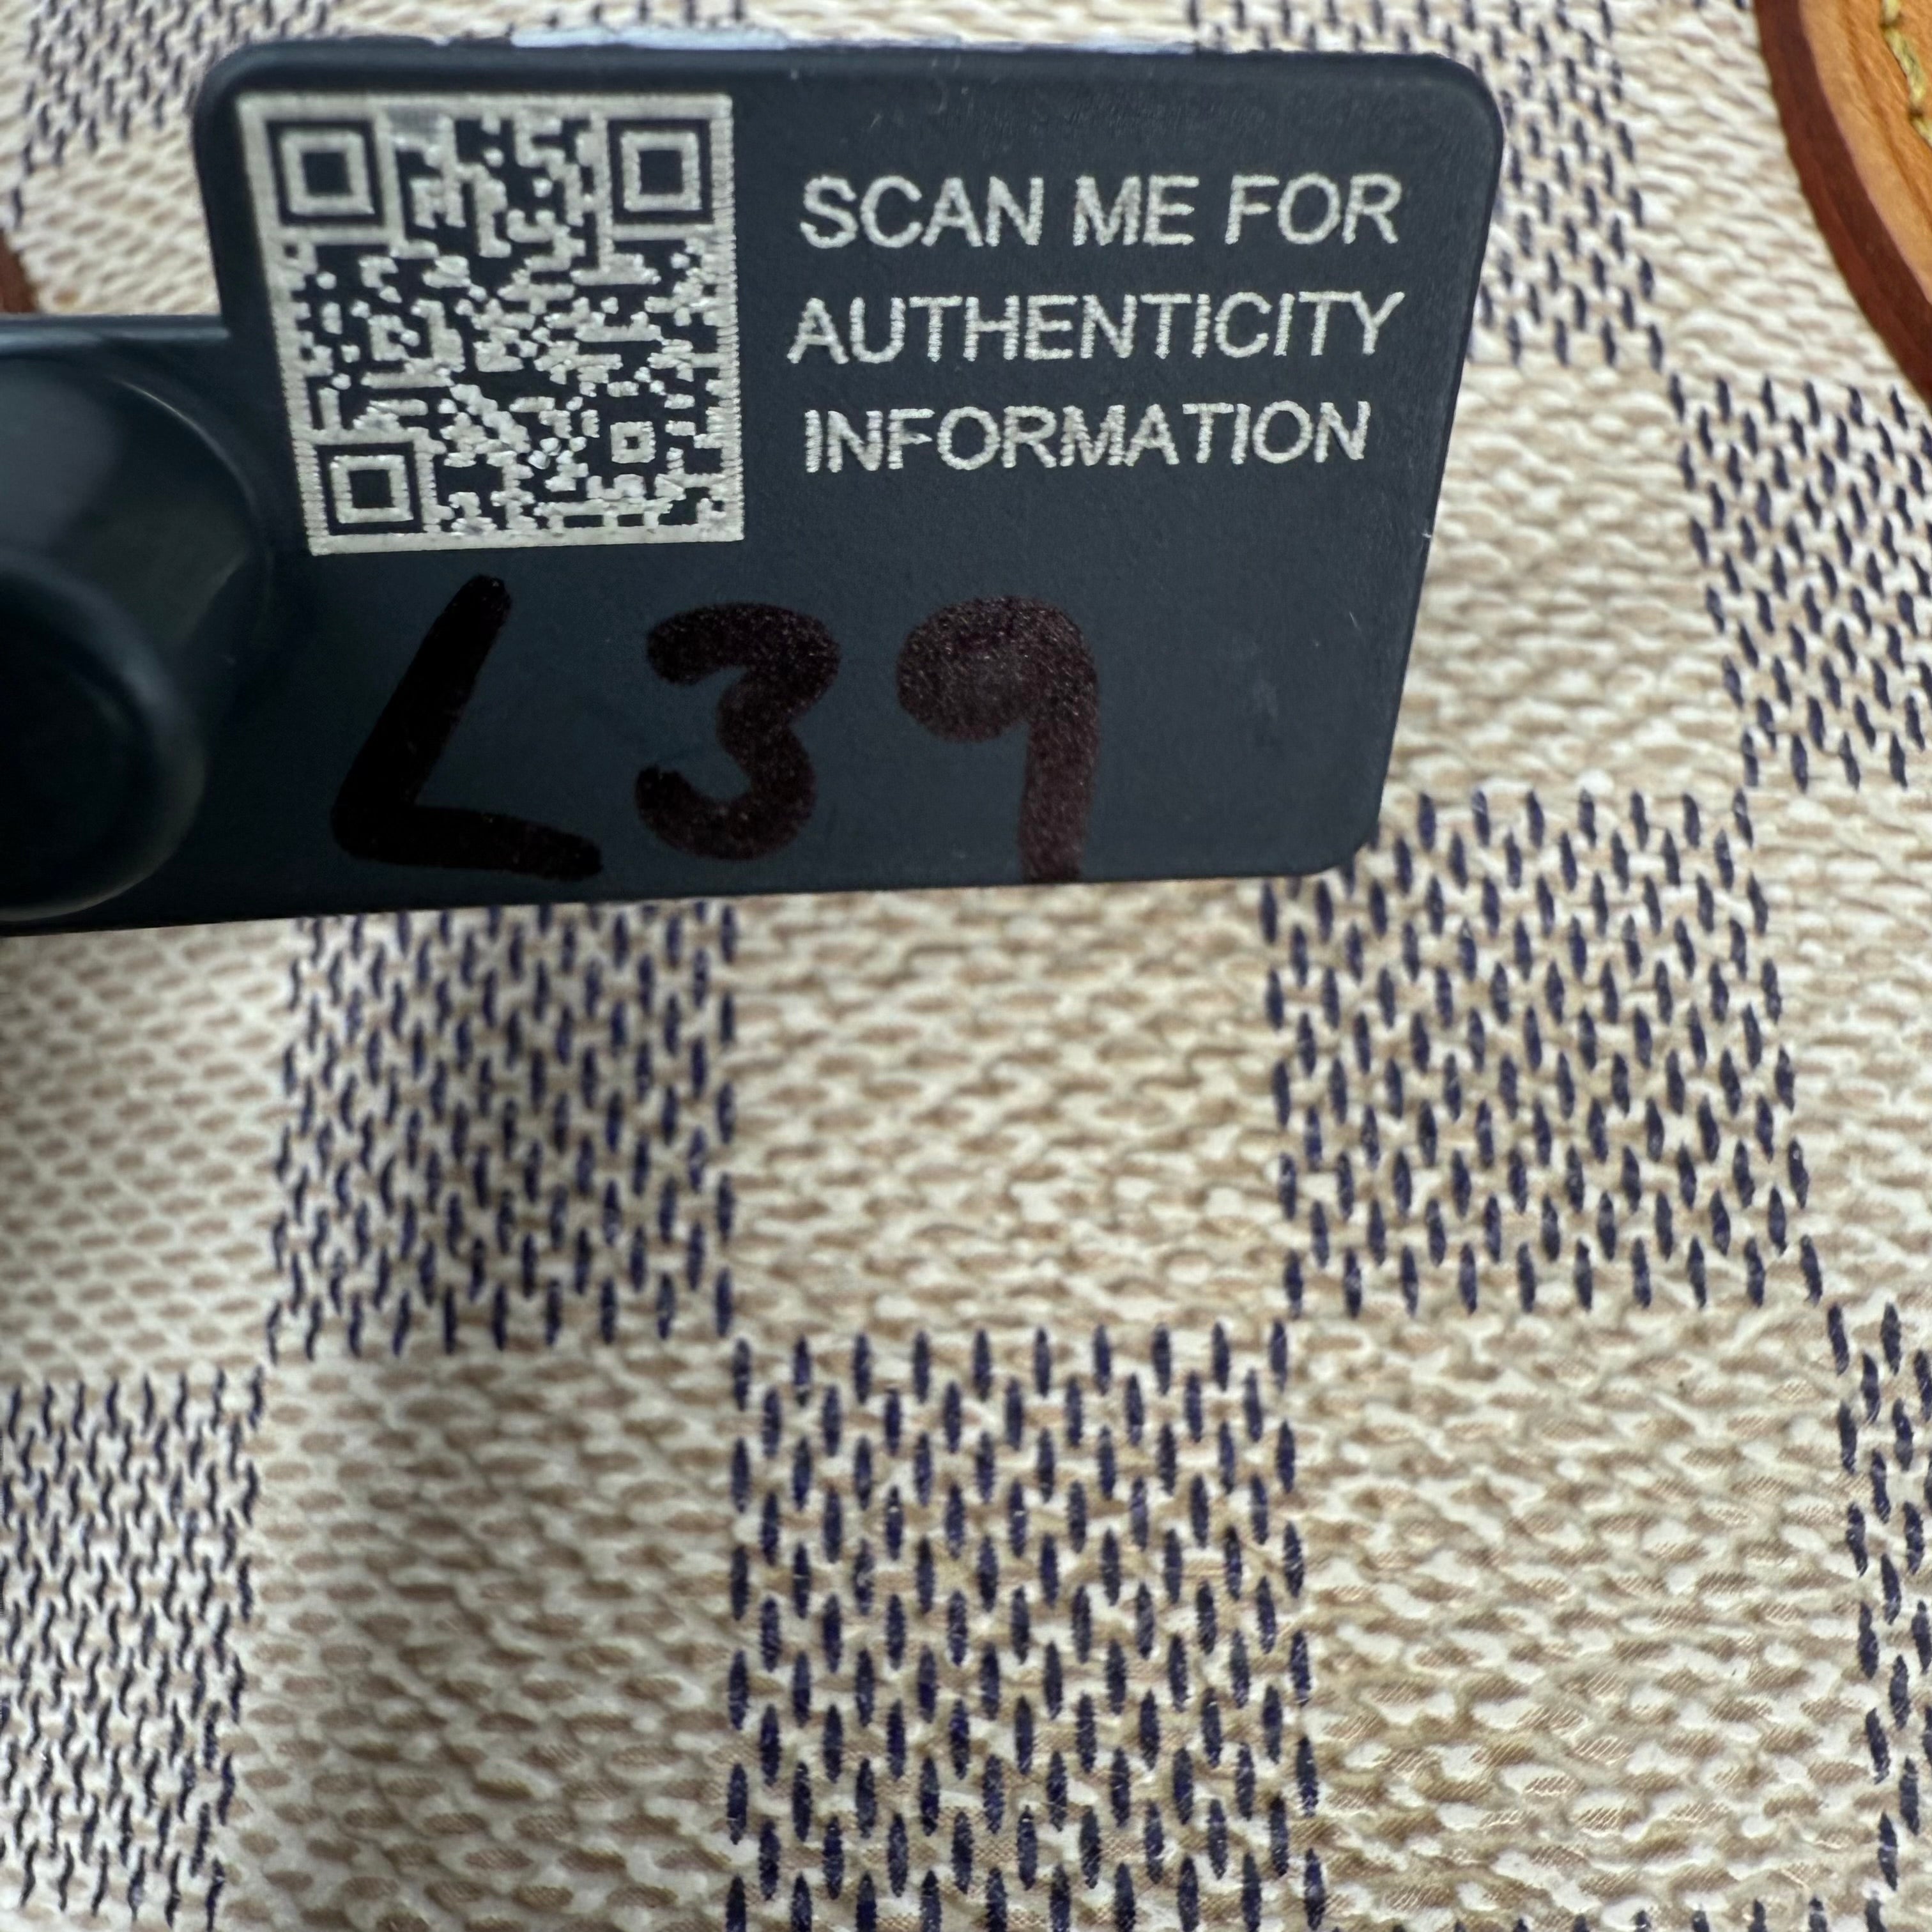 SCAN ME FOR
AUTHENTICITY
INFORMATION
L39